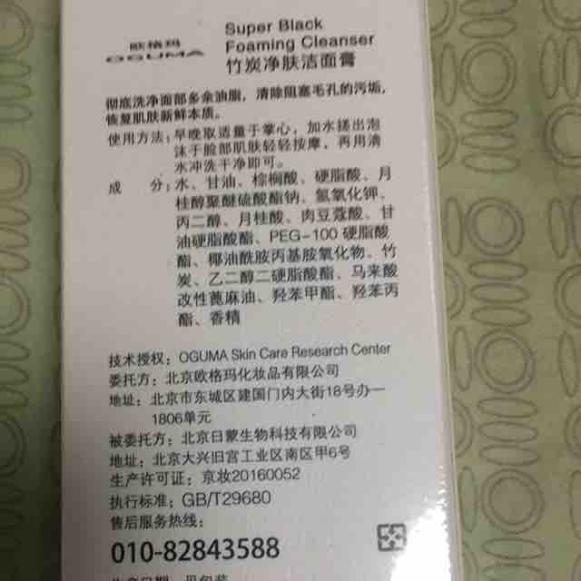 欧格玛
OGUMA
Super Black
Foaming Cleanser
竹炭净肤洁面膏
彻底洗净面部多余油脂，清除阻塞毛孔的污垢，
恢复肌肤新鲜本质。
使用方法：早晚取适量于掌心，加水搓出泡
沫于脸部肌肤轻轻按摩，再用清
水冲洗干净即可。
成 分：水、甘油、棕榈酸、硬脂酸、月
桂醇聚醚硫酸酯钠、氢氧化钾、
丙二醇、月桂酸、肉豆蔻酸、甘
油硬脂酸酯、PEG-100 硬脂酸
酯、椰油酰胺丙基胺氧化物、竹
炭、乙二醇二硬脂酸酯、马来酸
改性蓖麻油、羟苯甲酯、羟苯丙
酯、香精
技术授权：OGUMA Skin Care Research Center
委托方：北京欧格玛化妆品有限公司
地址：北京市东城区建国门内大街18号办一
1806单元
被委托方：北京日蒙生物科技有限公司
地址：北京大兴旧宫工业区南区甲6号
生产许可证：京妆20160052
执行标准：GB/T29680
售后服务热线：
010-82843588
生产日期：见包装